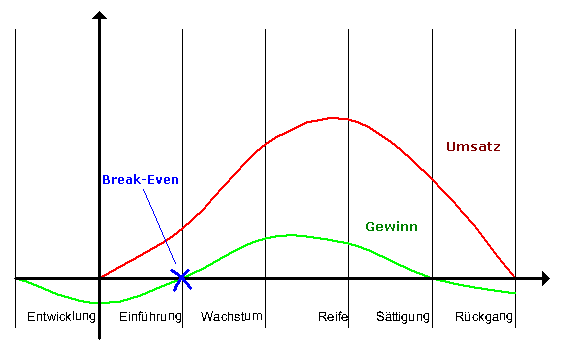 Umsatz
Break-Even
Gewinn
Entwicklung Einführung Wachstum Reife Sättigung Rückgang